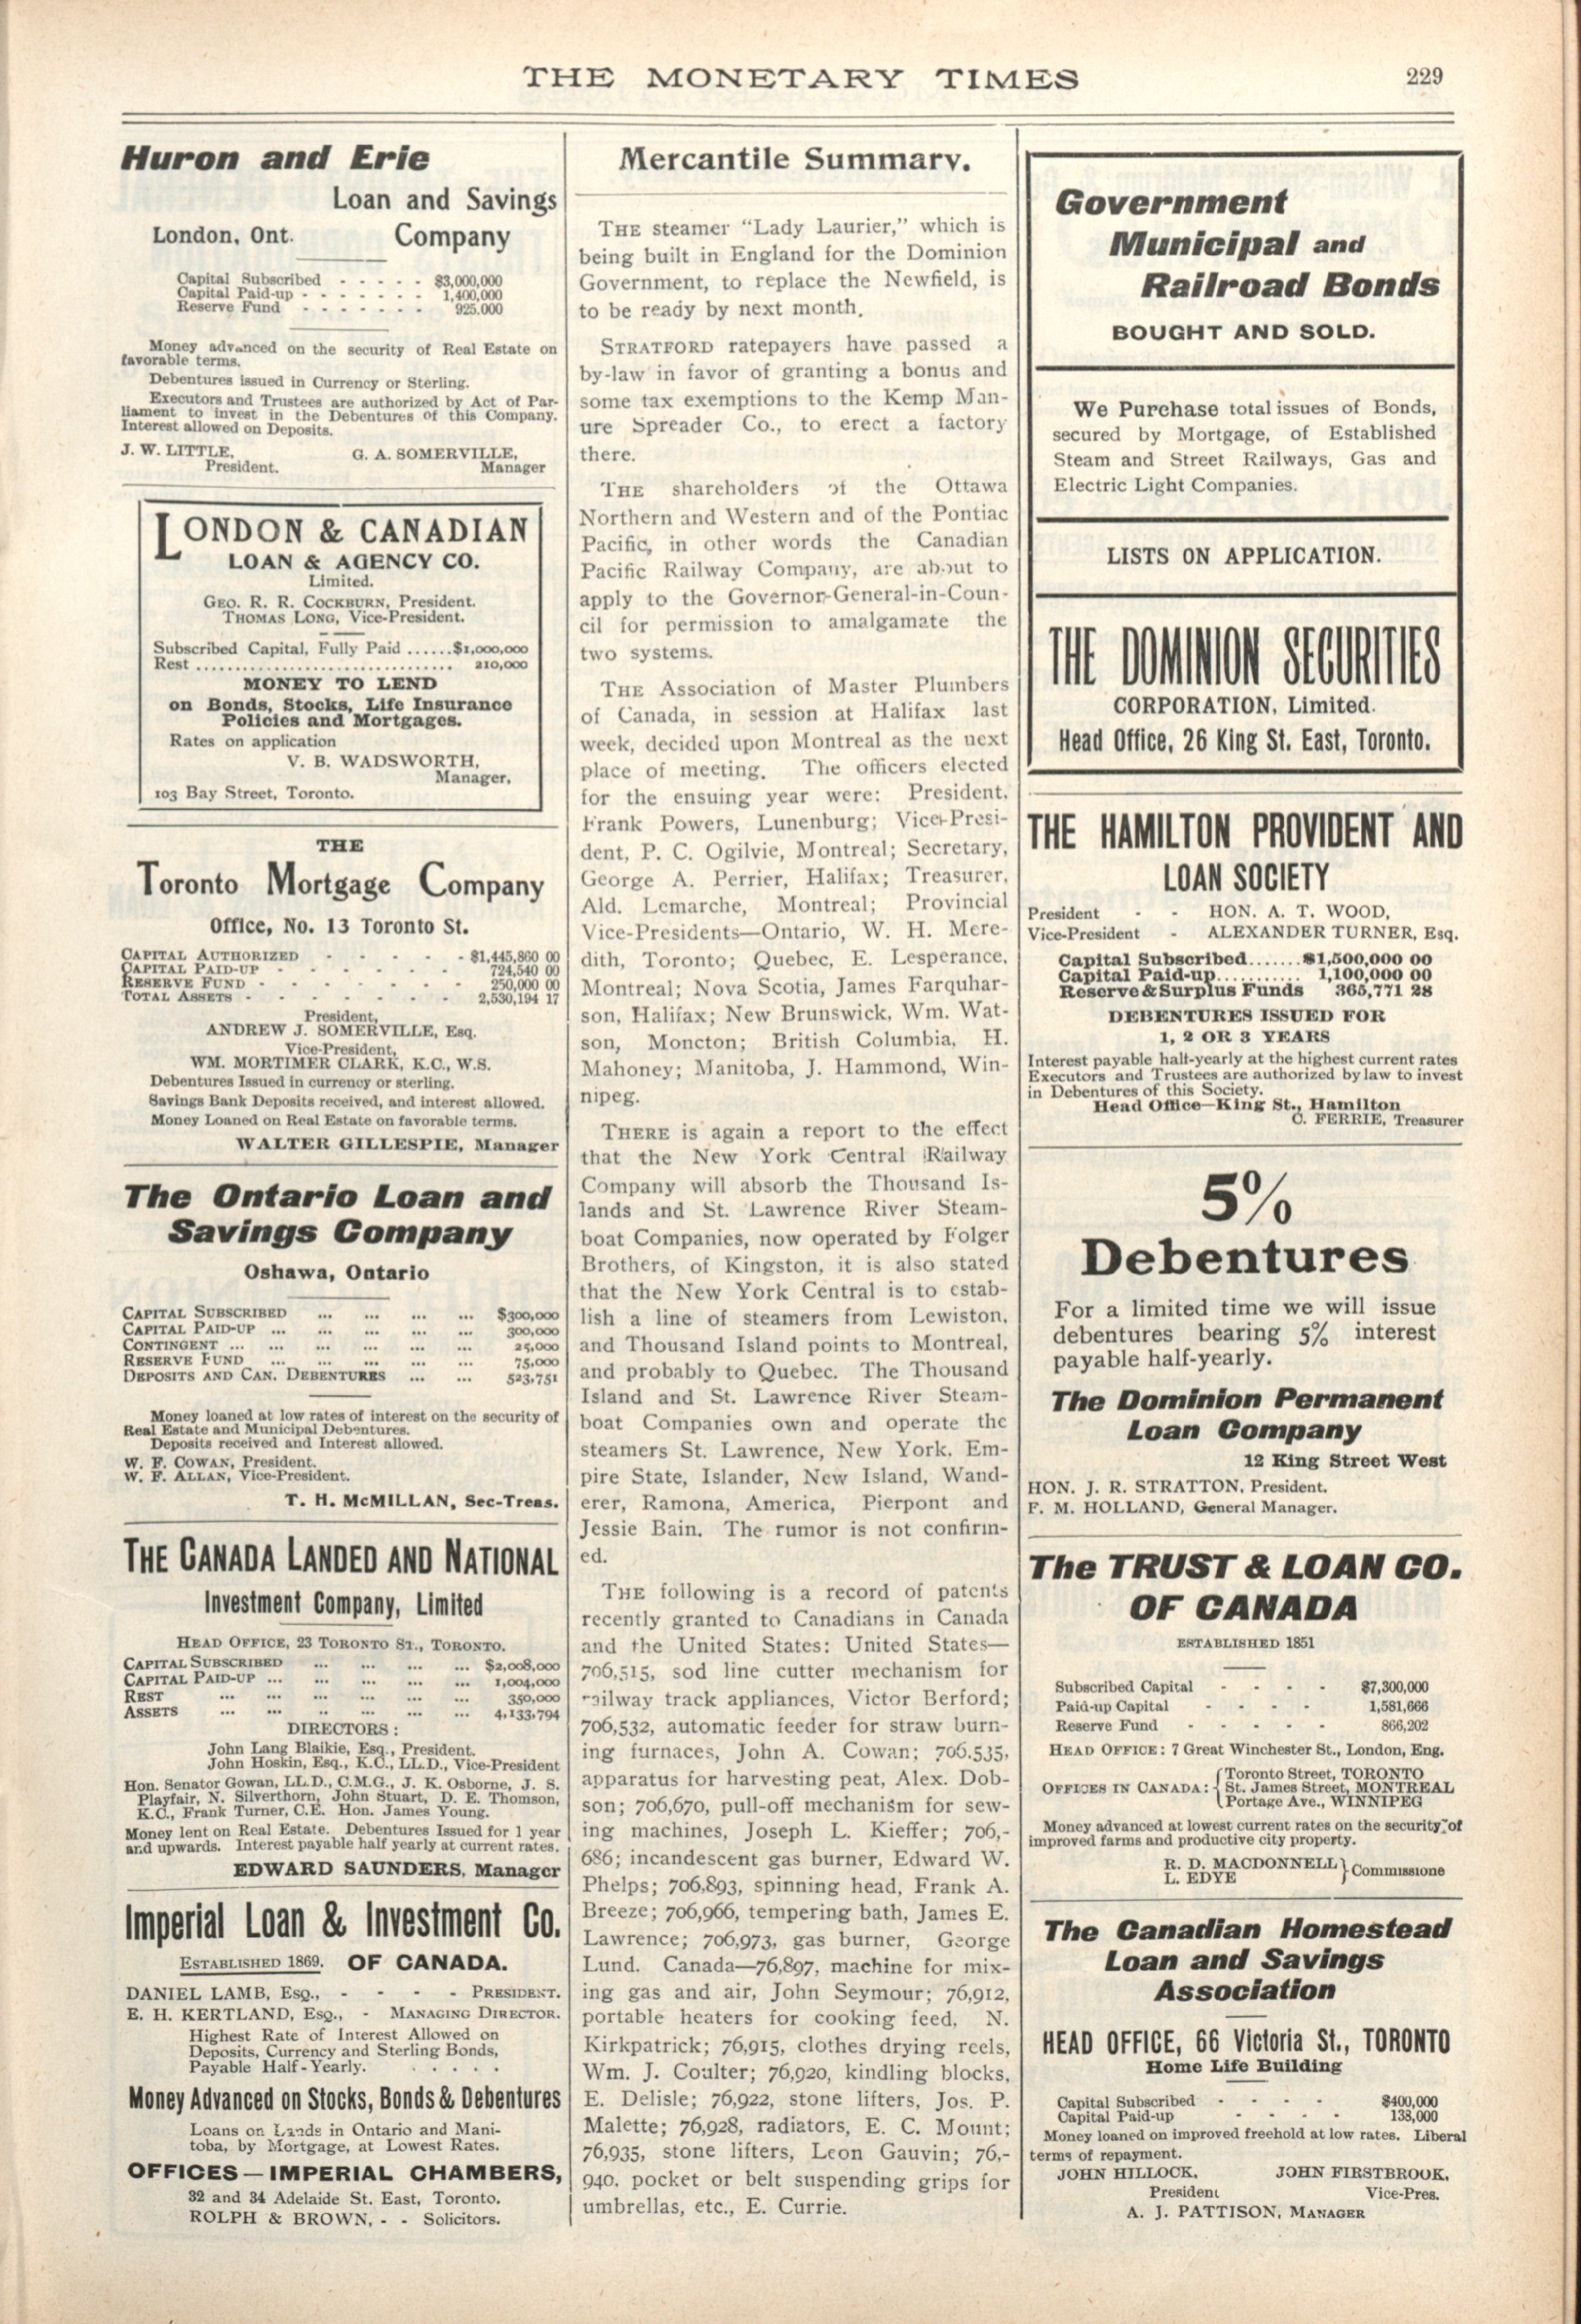 THE MONETARY TIMES
229
Huron and Erie
Loan and Savings
London, Ont. Company
Capital Subscribed - - - - - $3,000,000
Capital Paid-up - - - - - - - 1,400,000
Reserve Fund - - - - - - - 925.000
Money advanced on the security of Real Estate on
favorable terms.
Debentures issued in Currency or Sterling.
Executors and Trustees are authorized by Act of Par-
liament to invest in the Debentures of this Company.
Interest allowed on Deposits.
J. W. LITTLE, G. A. SOMERVILLE,
President. Manager
LONDON & CANADIAN
LOAN & AGENCY CO.
Limited.
GEO. R. R. COCKBURN, President.
THOMAS LONG, Vice-President.
Subscribed Capital, Fully Paid ......$1,000,000
Rest ................................ 210,000
MONEY TO LEND
on Bonds, Stocks, Life Insurance
Policies and Mortgages.
Rates on application
V. B. WADSWORTH,
Manager,
103 Bay Street, Toronto.
THE
Toronto Mortgage Company
Office, No. 13 Toronto St.
CAPITAL AUTHORIZED - - - - - $1,445,860 00
CAPITAL PAID-UP - - - - - - 724,540 00
RESERVE FUND - - - - - - - 250,000 00
TOTAL ASSETS - - - - - - - 2,530,194 17
President,
ANDREW J. SOMERVILLE, Esq.
Vice-President,
WM. MORTIMER CLARK, K.C., W.S.
Debentures Issued in currency or sterling.
Savings Bank Deposits received, and interest allowed.
Money Loaned on Real Estate on favorable terms.
WALTER GILLESPIE, Manager
The Ontario Loan and
Savings Company
Oshawa, Ontario
CAPITAL SUBSCRIBED ... ... ... ... $300,000
CAPITAL PAID-UP ... ... ... ... ... 300,000
CONTINGENT ... ... ... ... ... ... 25,000
RESERVE FUND ... ... ... ... ... 75,000
DEPOSITS AND CAN. DEBENTURES ... ... 523,751
Money loaned at low rates of interest on the security of
Real Estate and Municipal Debentures.
Deposits received and Interest allowed.
W. F. COWAN, President.
W. F. ALLAN, Vice-President.
T. H. McMILLAN, Sec-Treas.
THE CANADA LANDED AND NATIONAL
Investment Company, Limited
HEAD OFFICE, 23 TORONTO ST., TORONTO.
CAPITAL SUBSCRIBED ... ... ... ... $2,008,000
CAPITAL PAID-UP ... ... ... ... ... 1,004,000
REST ... ... ... ... ... ... 350,000
ASSETS ... ... .. ... ... ... 4,133,794
DIRECTORS :
John Lang Blaikie, Esq., President.
John Hoskin, Esq., K.C., LL.D., Vice-President
Hon. Senator Gowan, LL.D., C.M.G., J. K. Osborne, J. S.
Playfair, N. Silverthorn, John Stuart, D. E. Thomson,
K.C., Frank Turner, C.E. Hon. James Young.
Money lent on Real Estate. Debentures Issued for 1 year
and upwards. Interest payable half yearly at current rates.
EDWARD SAUNDERS, Manager
Imperial Loan & Investment Co.
ESTABLISHED 1869. OF CANADA.
DANIEL LAMB, ESQ., - - - - PRESIDENT.
E. H. KERTLAND, ESQ., - MANAGING DIRECTOR.
Highest Rate of Interest Allowed on
Deposits, Currency and Sterling Bonds,
Payable Half-Yearly. . . . . .
Money Advanced on Stocks, Bonds & Debentures
Loans on Lands in Ontario and Mani-
toba, by Mortgage, at Lowest Rates.
OFFICES—IMPERIAL CHAMBERS,
32 and 34 Adelaide St. East, Toronto.
ROLPH & BROWN, - - Solicitors.
Mercantile Summary.
THE steamer "Lady Laurier," which is
being built in England for the Dominion
Government, to replace the Newfield, is
to be ready by next month.
STRATFORD ratepayers have passed a
by-law in favor of granting a bonus and
some tax exemptions to the Kemp Man-
ure Spreader Co., to erect a factory
there.
THE shareholders of the Ottawa
Northern and Western and of the Pontiac
Pacific, in other words the Canadian
Pacific Railway Company, are about to
apply to the Governor-General-in-Coun-
cil for permission to amalgamate the
two systems.
THE Association of Master Plumbers
of Canada, in session at Halifax last
week, decided upon Montreal as the next
place of meeting. The officers elected
for the ensuing year were: President,
Frank Powers, Lunenburg; Vice-Presi-
dent, P. C. Ogilvie, Montreal; Secretary,
George A. Perrier, Halifax; Treasurer,
Ald. Lemarche, Montreal; Provincial
Vice-Presidents—Ontario, W. H. Mere-
dith, Toronto; Quebec, E. Lesperance,
Montreal; Nova Scotia, James Farquhar-
son, Halifax; New Brunswick, Wm. Wat-
son, Moncton; British Columbia, H.
Mahoney; Manitoba, J. Hammond, Win-
nipeg.
THERE is again a report to the effect
that the New York Central Railway
Company will absorb the Thousand Is-
lands and St. Lawrence River Steam-
boat Companies, now operated by Folger
Brothers, of Kingston, it is also stated
that the New York Central is to estab-
lish a line of steamers from Lewiston,
and Thousand Island points to Montreal,
and probably to Quebec. The Thousand
Island and St. Lawrence River Steam-
boat Companies own and operate the
steamers St. Lawrence, New York, Em-
pire State, Islander, New Island, Wand-
erer, Ramona, America, Pierpont and
Jessie Bain. The rumor is not confirm-
ed.
THE following is a record of patents
recently granted to Canadians in Canada
and the United States: United States—
706,515, sod line cutter mechanism for
railway track appliances, Victor Berford;
706,532, automatic feeder for straw burn-
ing furnaces, John A. Cowan; 706.535,
apparatus for harvesting peat, Alex. Dob-
son; 706,670, pull-off mechanism for sew-
ing machines, Joseph L. Kieffer; 706,-
686; incandescent gas burner, Edward W.
Phelps; 706,893, spinning head, Frank A.
Breeze; 706,966, tempering bath, James E.
Lawrence; 706,973, gas burner, George
Lund. Canada—76,897, machine for mix-
ing gas and air, John Seymour; 76,912,
portable heaters for cooking feed, N.
Kirkpatrick; 76,915, clothes drying reels,
Wm. J. Coulter; 76,920, kindling blocks,
E. Delisle; 76,922, stone lifters, Jos. P.
Malette; 76,928, radiators, E. C. Mount;
76,935, stone lifters, Leon Gauvin; 76,-
940, pocket or belt suspending grips for
umbrellas, etc., E. Currie.
Government
Municipal and
Railroad Bonds
BOUGHT AND SOLD.
We Purchase total issues of Bonds,
secured by Mortgage, of Established
Steam and Street Railways, Gas and
Electric Light Companies.
LISTS ON APPLICATION.
THE DOMINION SECURITIES
CORPORATION, Limited.
Head Office, 26 King St. East, Toronto.
THE HAMILTON PROVIDENT AND
LOAN SOCIETY
President - - HON. A. T. WOOD,
Vice-President - ALEXANDER TURNER, Esq.
Capital Subscribed.......$1,500,000 00
Capital Paid-up........... 1,100,000 00
Reserve & Surplus Funds 365,771 28
DEBENTURES ISSUED FOR
1, 2 OR 3 YEARS
Interest payable half-yearly at the highest current rates
Executors and Trustees are authorized by law to invest
in Debentures of this Society.
Head Office—King St., Hamilton
C. FERRIE, Treasurer
5%
Debentures
For a limited time we will issue
debentures bearing 5% interest
payable half-yearly.
The Dominion Permanent
Loan Company
12 King Street West
HON. J. R. STRATTON, President.
F. M. HOLLAND, General Manager.
The TRUST & LOAN CO.
OF CANADA
ESTABLISHED 1851
Subscribed Capital - - - - $7,300,000
Paid-up Capital - - - - 1,581,666
Reserve Fund - - - - - 866,202
HEAD OFFICE: 7 Great Winchester St., London, Eng.
OFFICES IN CANADA: Toronto Street, TORONTO
St. James Street, MONTREAL
Portage Ave., WINNIPEG
Money advanced at lowest current rates on the security of
improved farms and productive city property.
R. D. MACDONNELL
L. EDYE
Commissione
The Canadian Homestead
Loan and Savings
Association
HEAD OFFICE, 66 Victoria St., TORONTO
Home Life Building
Capital Subscribed - - - - $400,000
Capital Paid-up - - - - 138,000
Money loaned on improved freehold at low rates. Liberal
terms of repayment.
JOHN HILLOCK, JOHN FIRSTBROOK,
President Vice-Pres.
A. J. PATTISON, MANAGER